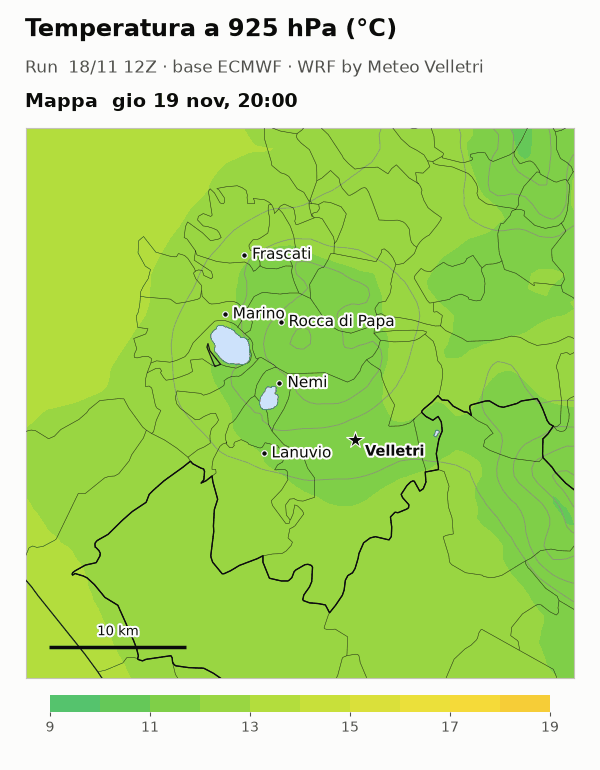 Temperatura a 925 hPa (°C)
Run  18/11 12Z · base ECMWF · WRF by Meteo Velletri
Mappa  gio 19 nov, 20:00
Frascati
Marino
Rocca di Papa
Nemi
Velletri
Lanuvio
10 km
9 11 13 15 17 19